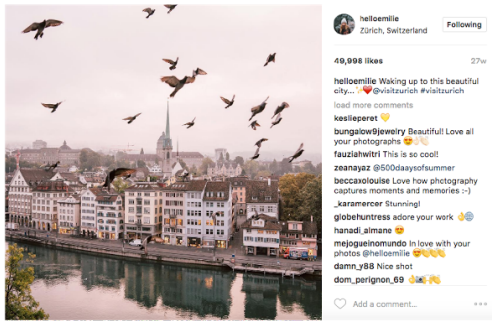 helloemilie
Zürich, Switzerland
Following
49,998 likes
27w
helloemilie Waking up to this beautiful
city...✨❤️@visitzurich #visitzurich
load more comments
keslieperet 💛
bungalow9jewelry Beautiful! Love all
your photographs 😍👏🏻
fauziahwitri This is so cool!
zeanayaz @500daaysofsummer
beccaxolouise Love how photography
captures moments and memories :-)
_karamercer Stunning!
globehuntress adore your work 👌🌐
hanadi_almane 😍
mejogueinomundo In love with your
photos @helloemilie 😍👏👏👏
damn_y88 Nice shot
dom_perignon_69 👌📷👏
Add a comment...